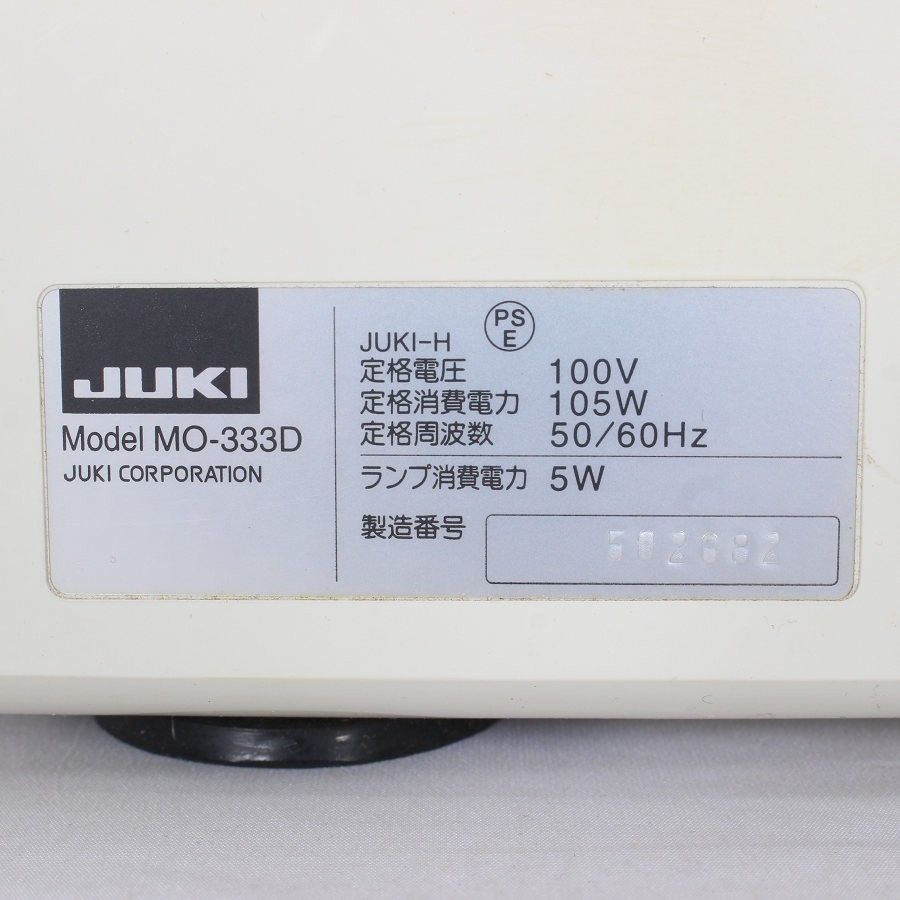 JUKI
Model MO-333D
JUKI CORPORATION
JUKI-H PSE
定格電圧 100V
定格消費電力 105W
定格周波数 50/60Hz
ランプ消費電力 5W
製造番号